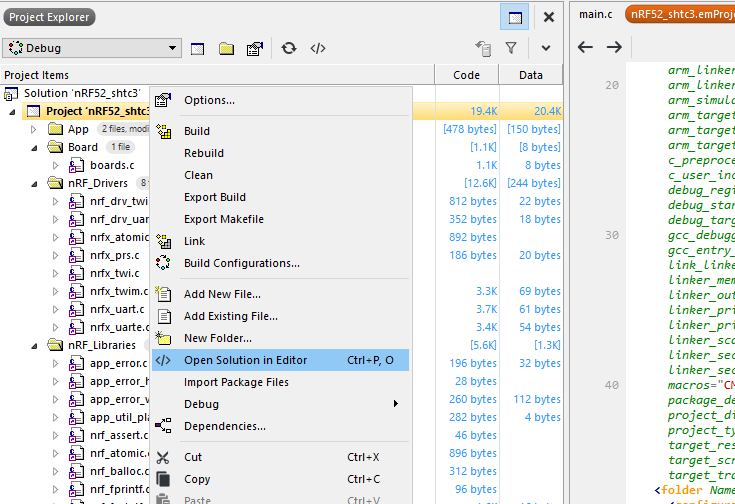 Project Explorer
Debug
Project Items Code Data
Solution 'nRF52_shtc3'
Project 'nRF52_shtc3 19.4K 20.4K
App 2 files, modi [478 bytes] [150 bytes]
Board 1 file [1.1K] [8 bytes]
boards.c 1.1K 8 bytes
nRF_Drivers 8 [12.6K] [244 bytes]
nrf_drv_twi 812 bytes 22 bytes
nrf_drv_uar 352 bytes 18 bytes
nrfx_atomic 892 bytes
nrfx_prs.c 186 bytes 20 bytes
nrfx_twi.c
nrfx_twim.c 3.3K 69 bytes
nrfx_uart.c 3.7K 61 bytes
nrfx_uarte.c 3.4K 54 bytes
nRF_Libraries [5.6K] [1.3K]
app_error.c 196 bytes 32 bytes
app_error_h 28 bytes
app_error_w 260 bytes 112 bytes
app_util_pla 282 bytes 4 bytes
nrf_assert.c 46 bytes
nrf_atomic.c 896 bytes
nrf_balloc.c 312 bytes
nrf_fprintf.c 96 bytes
Options...
Build
Rebuild
Clean
Export Build
Export Makefile
Link
Build Configurations...
Add New File...
Add Existing File...
New Folder...
Open Solution in Editor Ctrl+P, O
Import Package Files
Debug
Dependencies...
Cut Ctrl+X
Copy Ctrl+C
Paste Ctrl+V
main.c nRF52_shtc3.emProj
arm_linker
20 arm_linker
arm_simula
arm_target
arm_target
arm_target
c_preproce
c_user_inc
debug_regi
debug_star
debug_targ
30 gcc_debugg
gcc_entry_
link_linke
linker_mem
linker_out
linker_pri
linker_pri
linker_sca
linker_sec
linker_sec
40 macros="CM
package_de
project_di
project_ty
target_res
target_scr
target_tra
<folder Name